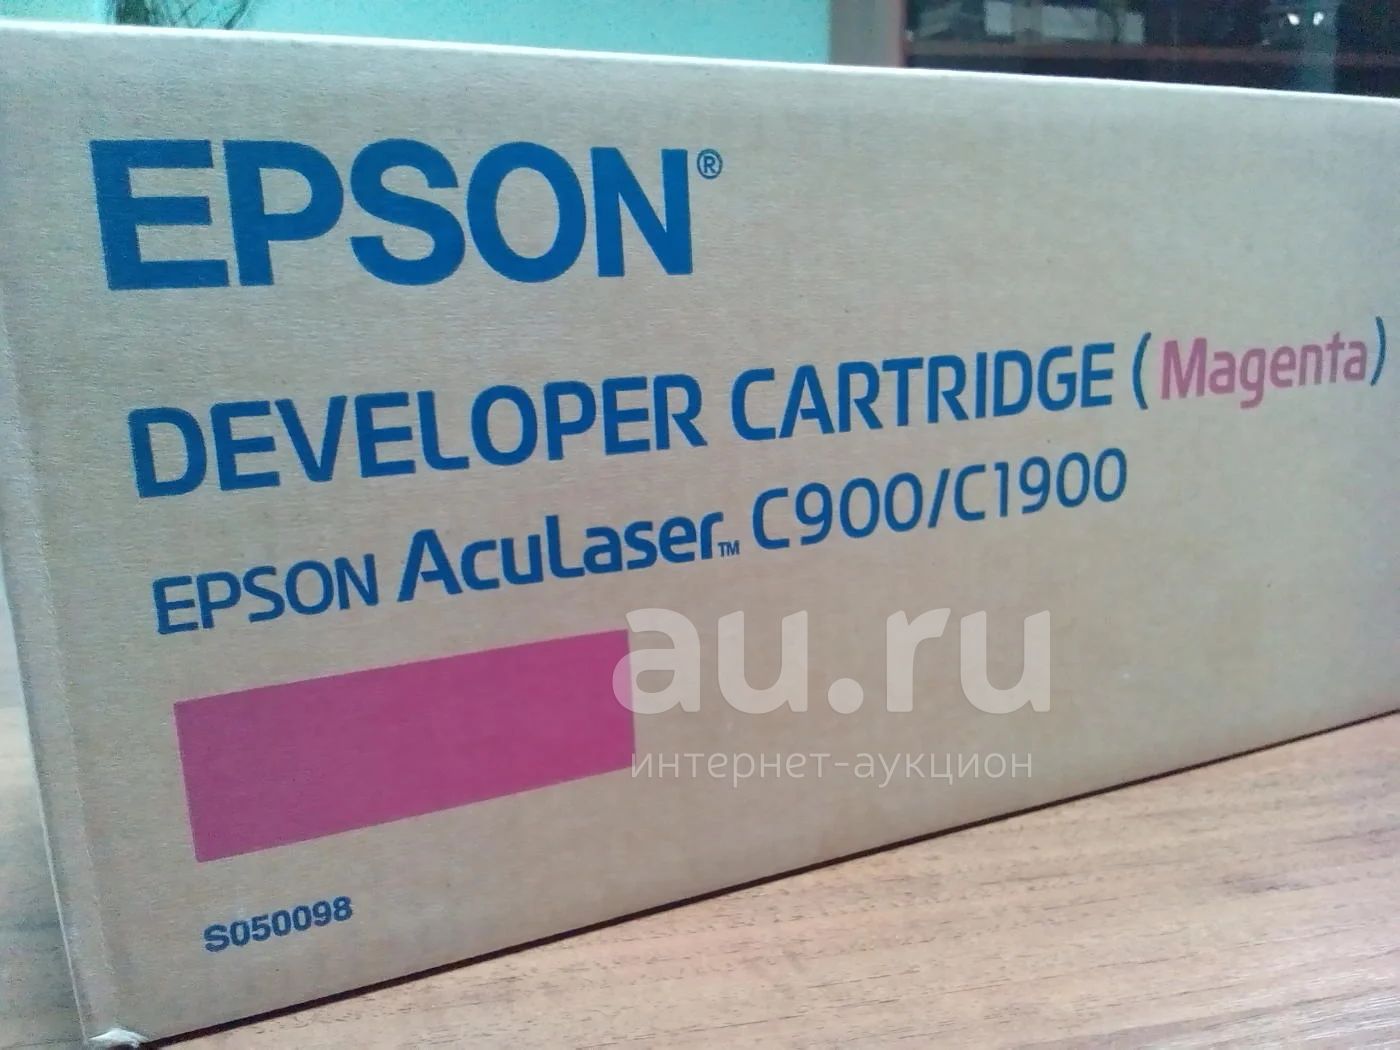 EPSON®
DEVELOPER CARTRIDGE (Magenta)
EPSON AcuLaser™ C900/C1900
au.ru
интернет-аукцион
S050098